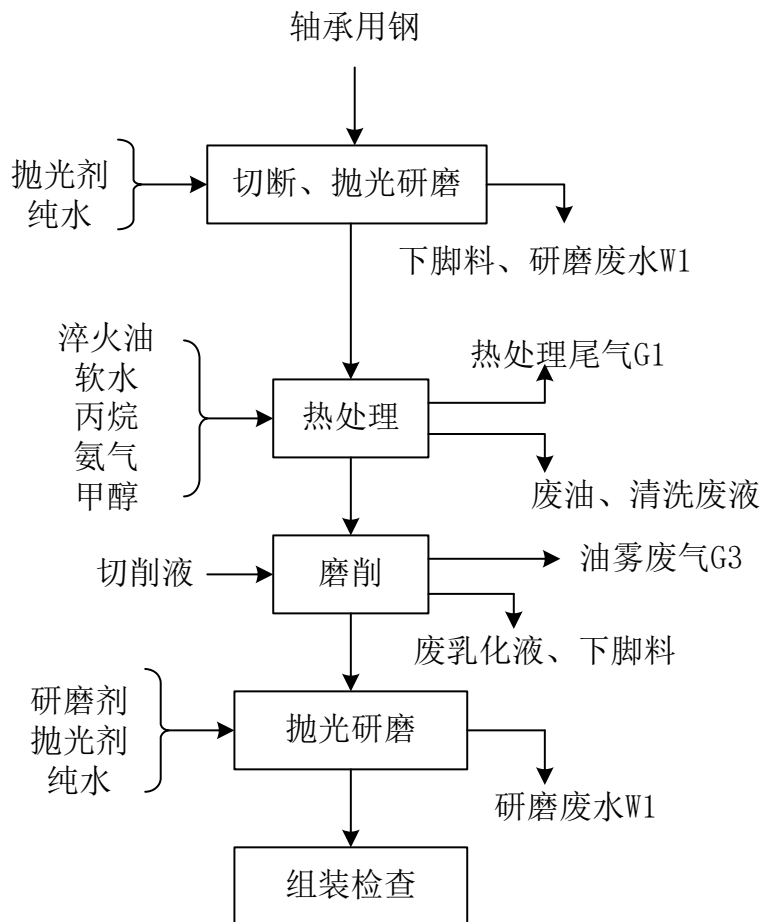 轴承用钢
抛光剂
纯水
切断、抛光研磨
下脚料、研磨废水W1
淬火油
软水
丙烷
氨气
甲醇
热处理
热处理尾气G1
废油、清洗废液
切削液
磨削
油雾废气G3
废乳化液、下脚料
研磨剂
抛光剂
纯水
抛光研磨
研磨废水W1
组装检查